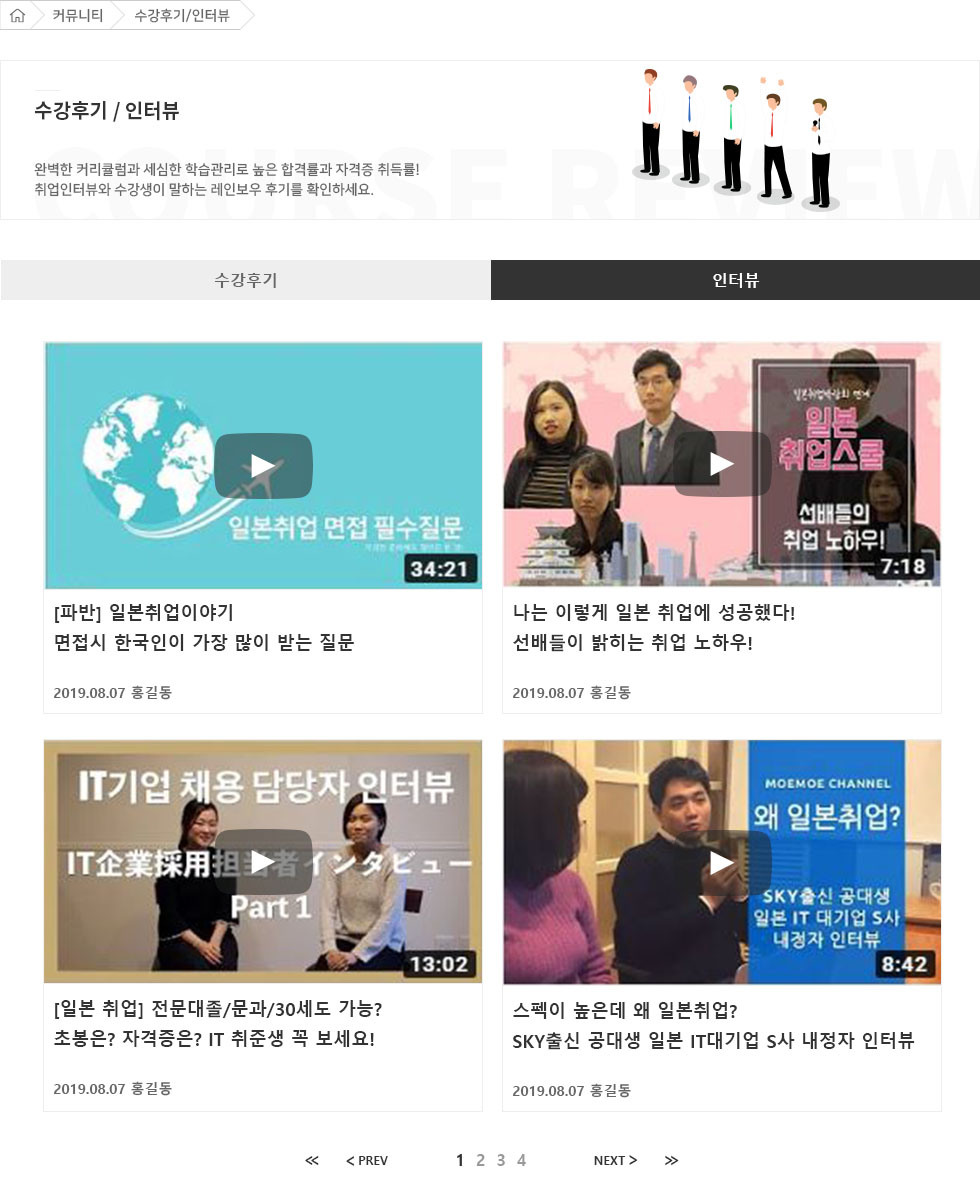 커뮤니티
수강후기/인터뷰
수강후기 / 인터뷰
완벽한 커리큘럼과 세심한 학습관리로 높은 합격률과 자격증 취득률!
취업인터뷰와 수강생이 말하는 레인보우 후기를 확인하세요.
COURSE REVIEW
수강후기
인터뷰
일본취업 면접 필수질문
34:21
[파반] 일본취업이야기
면접시 한국인이 가장 많이 받는 질문
2019.08.07 홍길동
일본취업박람회 연계
일본
취업스쿨
선배들의
취업 노하우!
7:18
나는 이렇게 일본 취업에 성공했다!
선배들이 밝히는 취업 노하우!
2019.08.07 홍길동
IT기업 채용 담당자 인터뷰
IT企業採用担当者インタビュー
Part 1
13:02
[일본 취업] 전문대졸/문과/30세도 가능?
초봉은? 자격증은? IT 취준생 꼭 보세요!
2019.08.07 홍길동
MOEMOE CHANNEL
왜 일본취업?
SKY출신 공대생
일본 IT 대기업 S사
내정자 인터뷰
8:42
스펙이 높은데 왜 일본취업?
SKY출신 공대생 일본 IT대기업 S사 내정자 인터뷰
2019.08.07 홍길동
≪ < PREV 1 2 3 4 NEXT > ≫